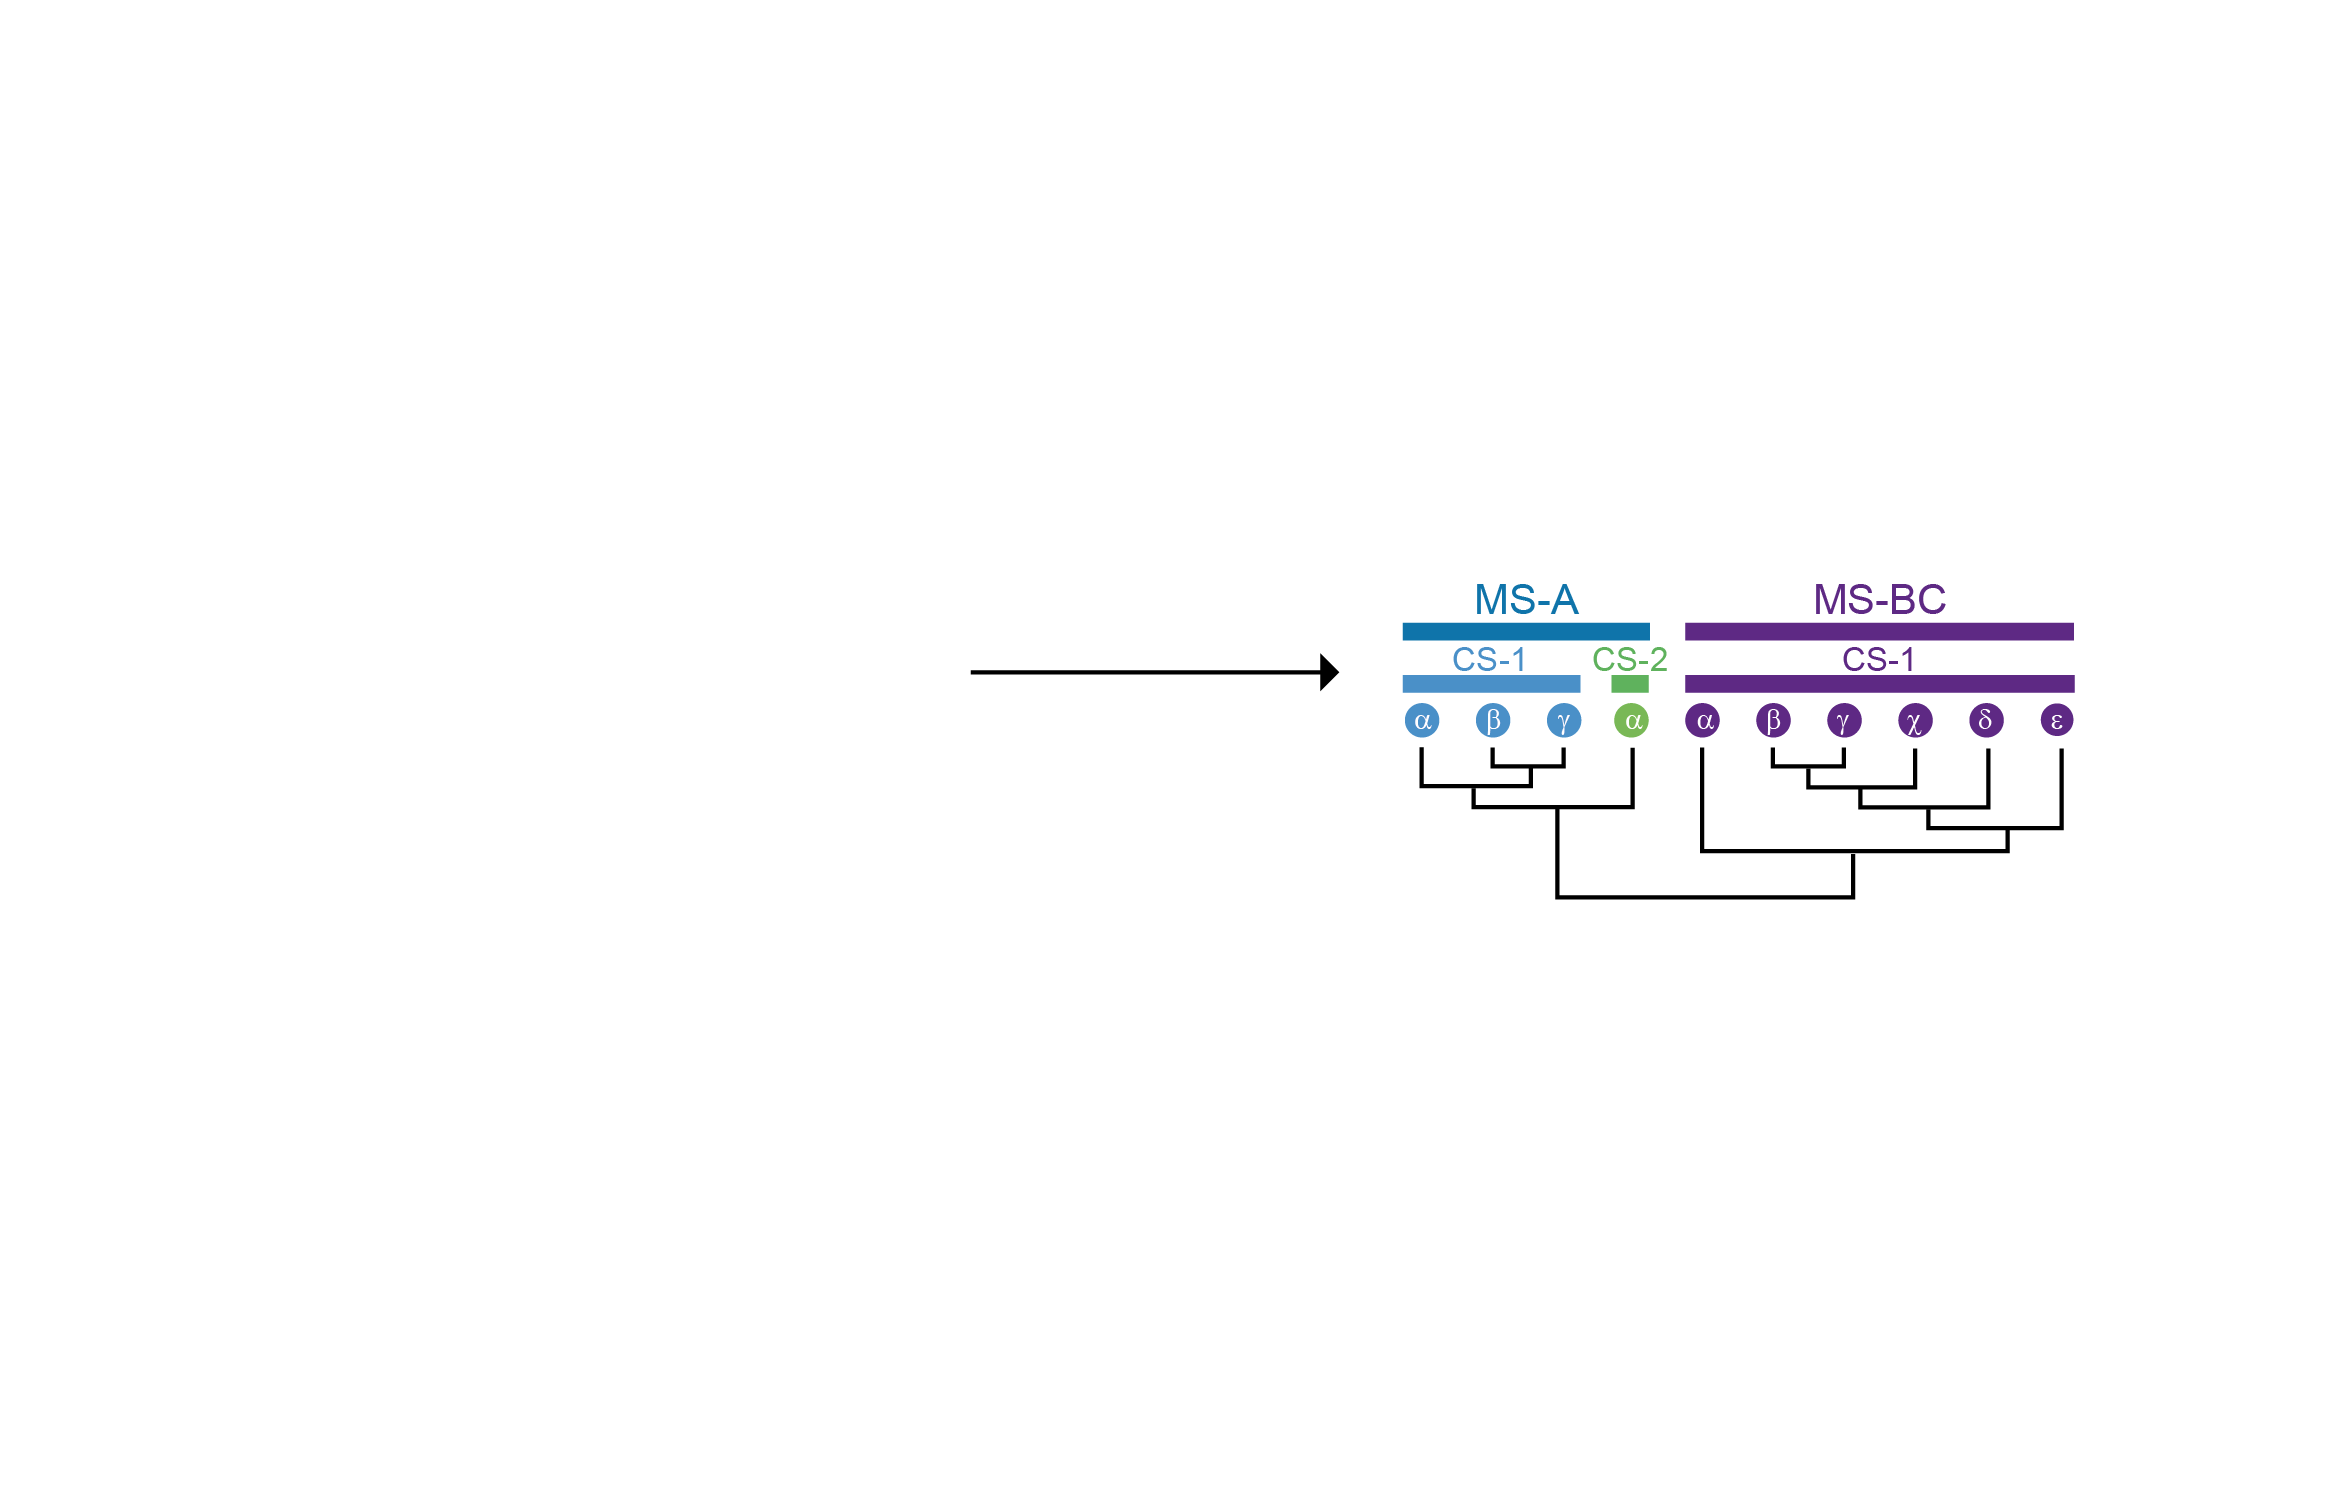 MS-A MS-BC
CS-1 CS-2 CS-1
α β γ α α β γ χ δ ε